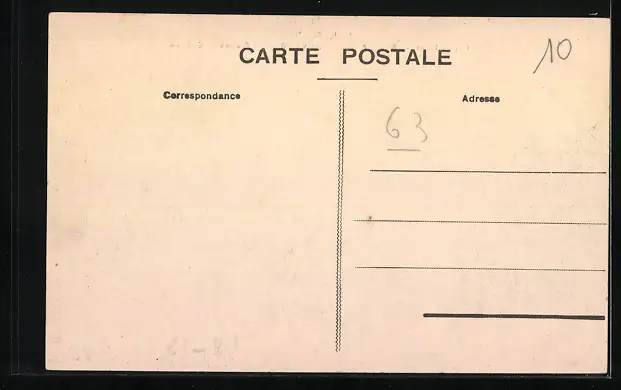 CARTE POSTALE
10
Correspondance
Adresse
63